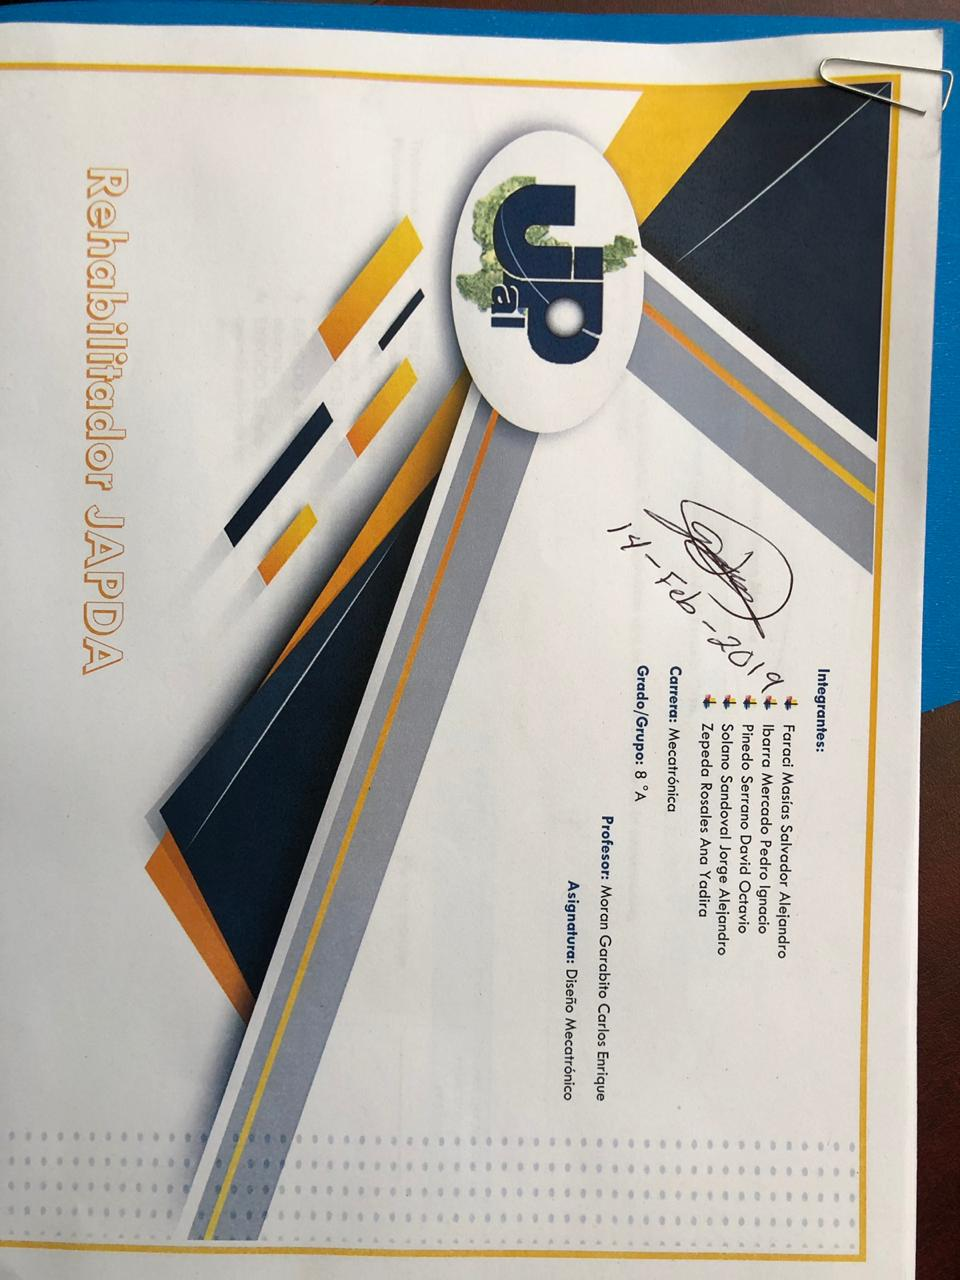 Integrantes:
Faraci Masías Salvador Alejandro
Ibarra Mercado Pedro Ignacio
Pinedo Serrano David Octavio
Solano Sandoval Jorge Alejandro
Zepeda Rosales Ana Yadira
Carrera: Mecatrónica
Grado/Grupo: 8 °A
14-Feb-2019
Profesor: Moran Garabito Carlos Enrique
Asignatura: Diseño Mecatrónico
UP
al
Rehabilitador JAPDA